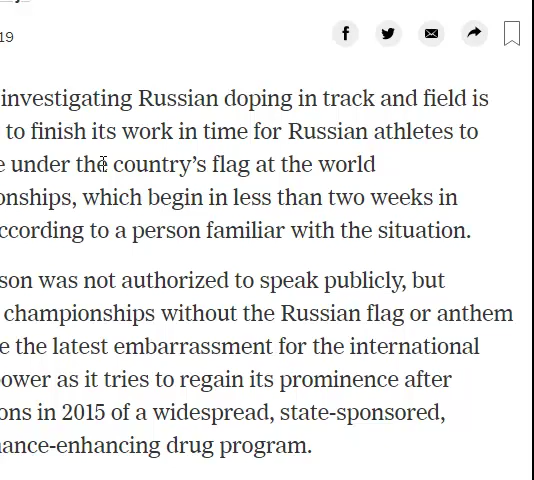 19
investigating Russian doping in track and field is
to finish its work in time for Russian athletes to
e under the country’s flag at the world
onships, which begin in less than two weeks in
ccording to a person familiar with the situation.
son was not authorized to speak publicly, but
championships without the Russian flag or anthem
e the latest embarrassment for the international
ower as it tries to regain its prominence after
ons in 2015 of a widespread, state-sponsored,
ance-enhancing drug program.